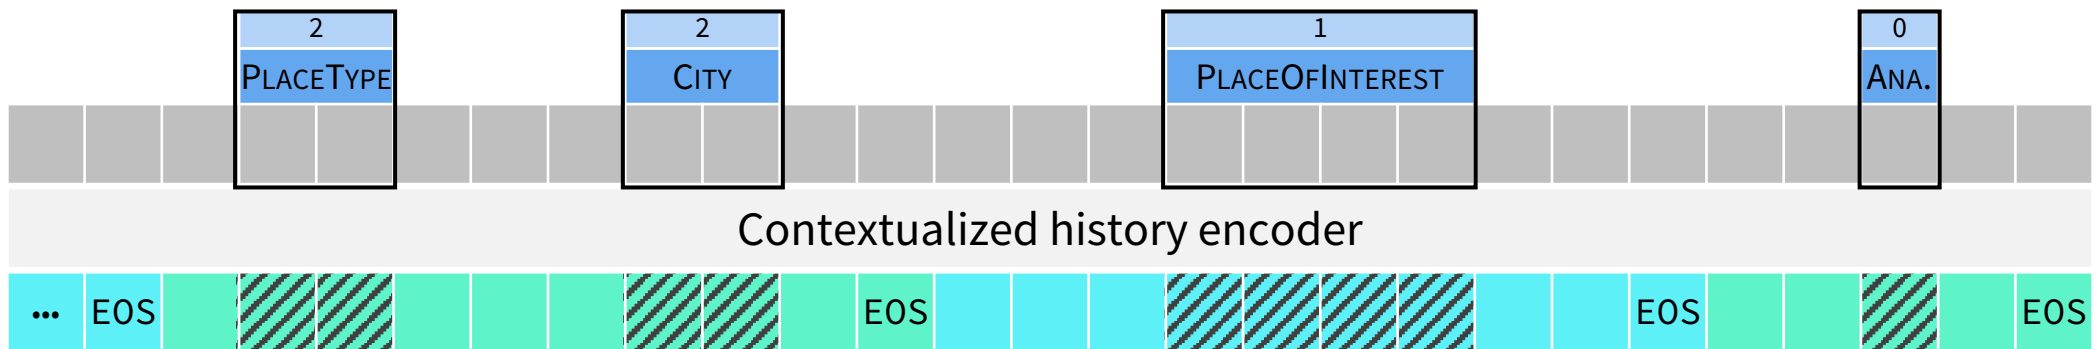 2 2 1 0
PLACETYPE CITY PLACEOFINTEREST ANA.
Contextualized history encoder
... EOS EOS EOS EOS